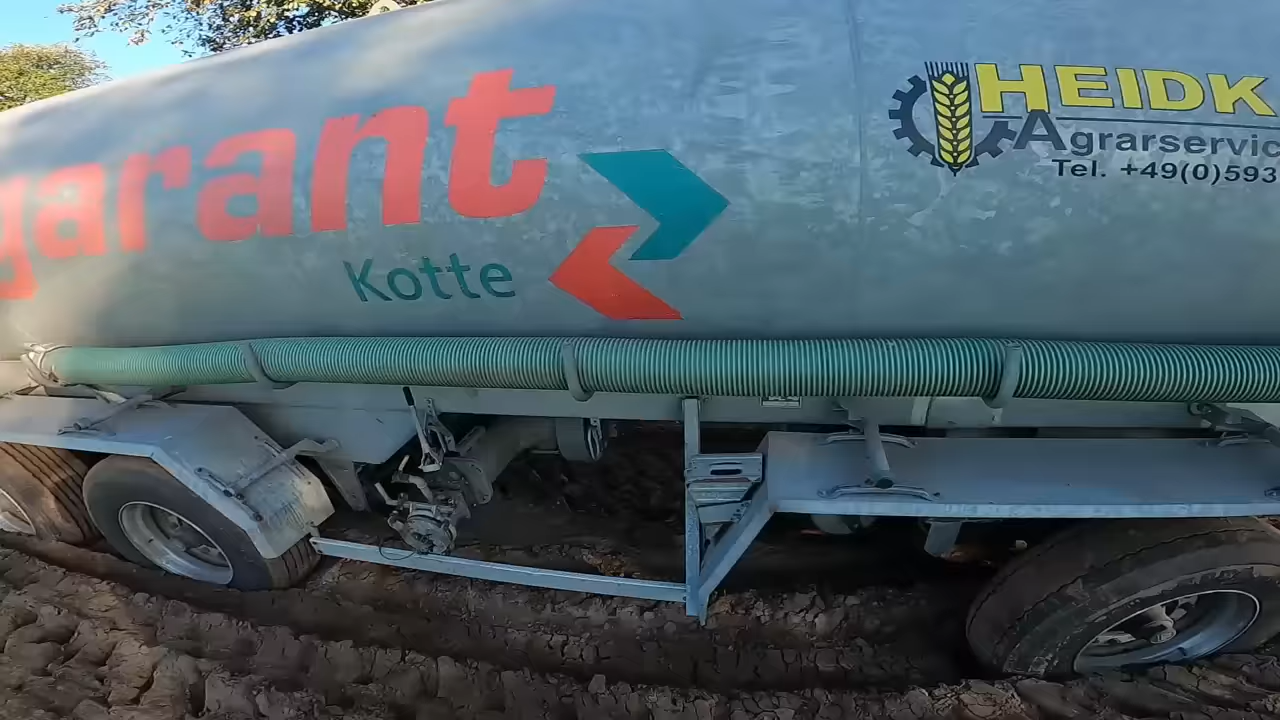 garant
Kotte
HEIDK
Agrarservic
Tel. +49(0)593